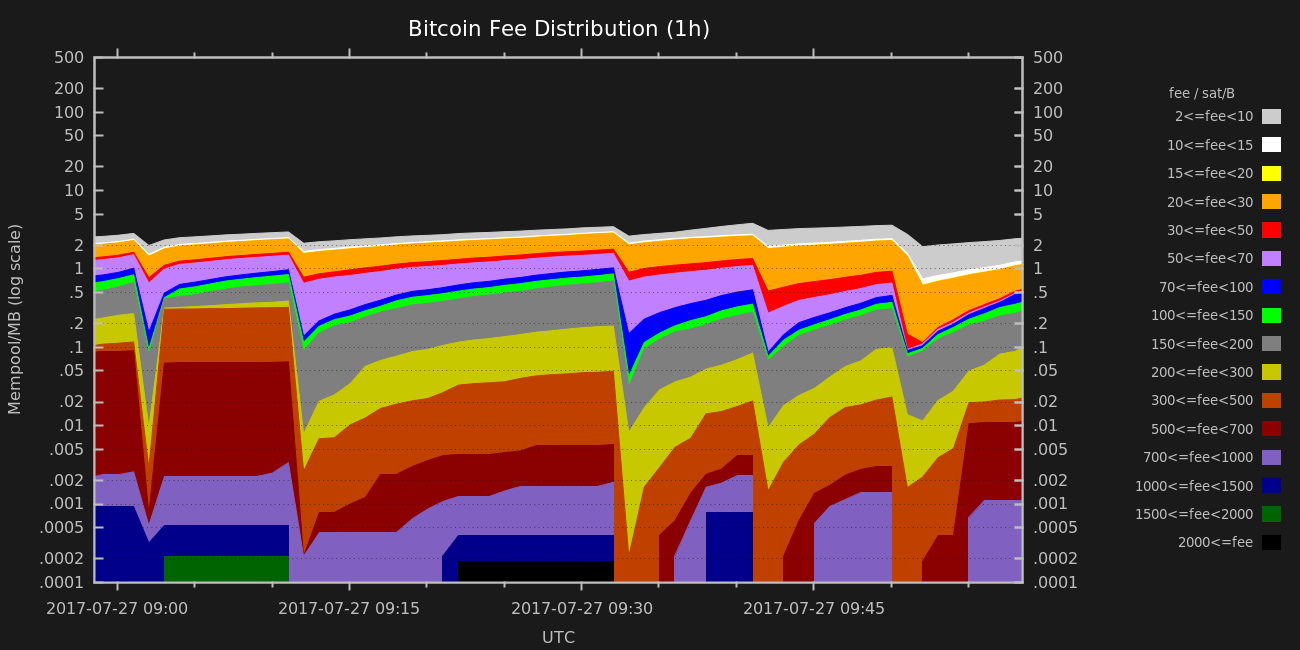 Bitcoin Fee Distribution (1h)
Mempool/MB (log scale)
500
200
100
50
20
10
5
2
1
.5
.2
.1
.05
.02
.01
.005
.002
.001
.0005
.0002
.0001
500
200
100
50
20
10
5
2
1
.5
.2
.1
.05
.02
.01
.005
.002
.001
.0005
.0002
.0001
2017-07-27 09:00 2017-07-27 09:15 2017-07-27 09:30 2017-07-27 09:45
UTC
fee / sat/B
2<=fee<10
10<=fee<15
15<=fee<20
20<=fee<30
30<=fee<50
50<=fee<70
70<=fee<100
100<=fee<150
150<=fee<200
200<=fee<300
300<=fee<500
500<=fee<700
700<=fee<1000
1000<=fee<1500
1500<=fee<2000
2000<=fee